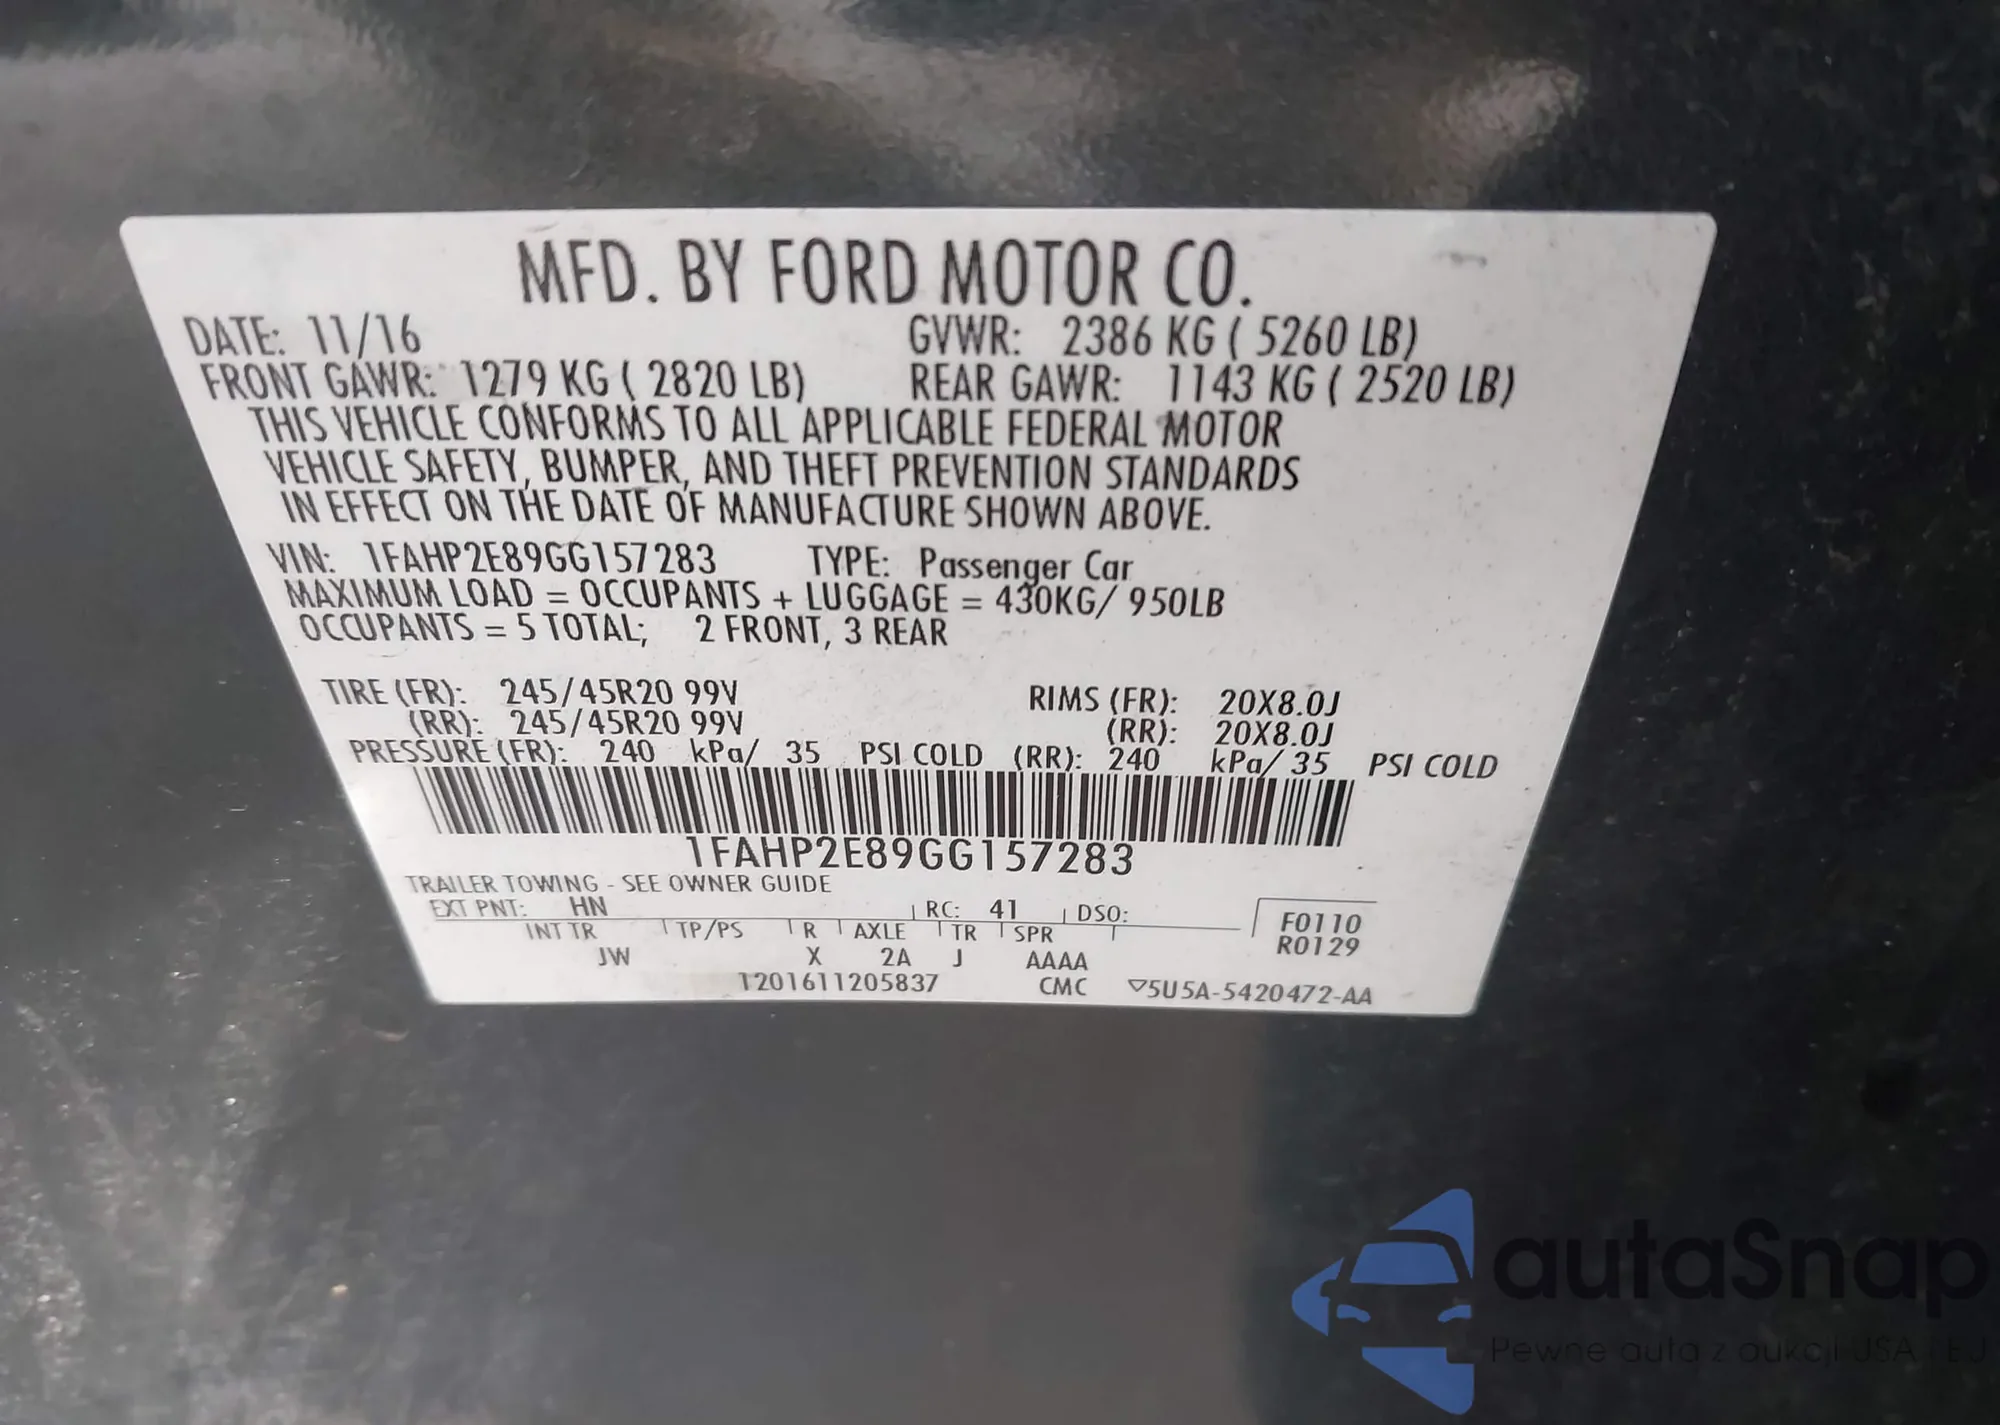 MFD. BY FORD MOTOR CO.
DATE: 11/16 GVWR: 2386 KG ( 5260 LB)
FRONT GAWR: 1279 KG ( 2820 LB) REAR GAWR: 1143 KG ( 2520 LB)
THIS VEHICLE CONFORMS TO ALL APPLICABLE FEDERAL MOTOR
VEHICLE SAFETY, BUMPER, AND THEFT PREVENTION STANDARDS
IN EFFECT ON THE DATE OF MANUFACTURE SHOWN ABOVE.
VIN: 1FAHP2E89GG157283 TYPE: Passenger Car
MAXIMUM LOAD = OCCUPANTS + LUGGAGE = 430KG/ 950LB
OCCUPANTS = 5 TOTAL; 2 FRONT, 3 REAR
TIRE (FR): 245/45R20 99V RIMS (FR): 20X8.0J
(RR): 245/45R20 99V (RR): 20X8.0J
PRESSURE (FR): 240 kPa/ 35 PSI COLD (RR): 240 kPa/ 35 PSI COLD
1FAHP2E89GG157283
TRAILER TOWING - SEE OWNER GUIDE
EXT PNT: HN RC: 41 DSO: F0110
INT TR TP/PS R AXLE TR SPR R0129
JW X 2A J AAAA
T201611205837 CMC ▽5U5A-5420472-AA
autaSnap
Pewne auta z aukcji USA i EJ